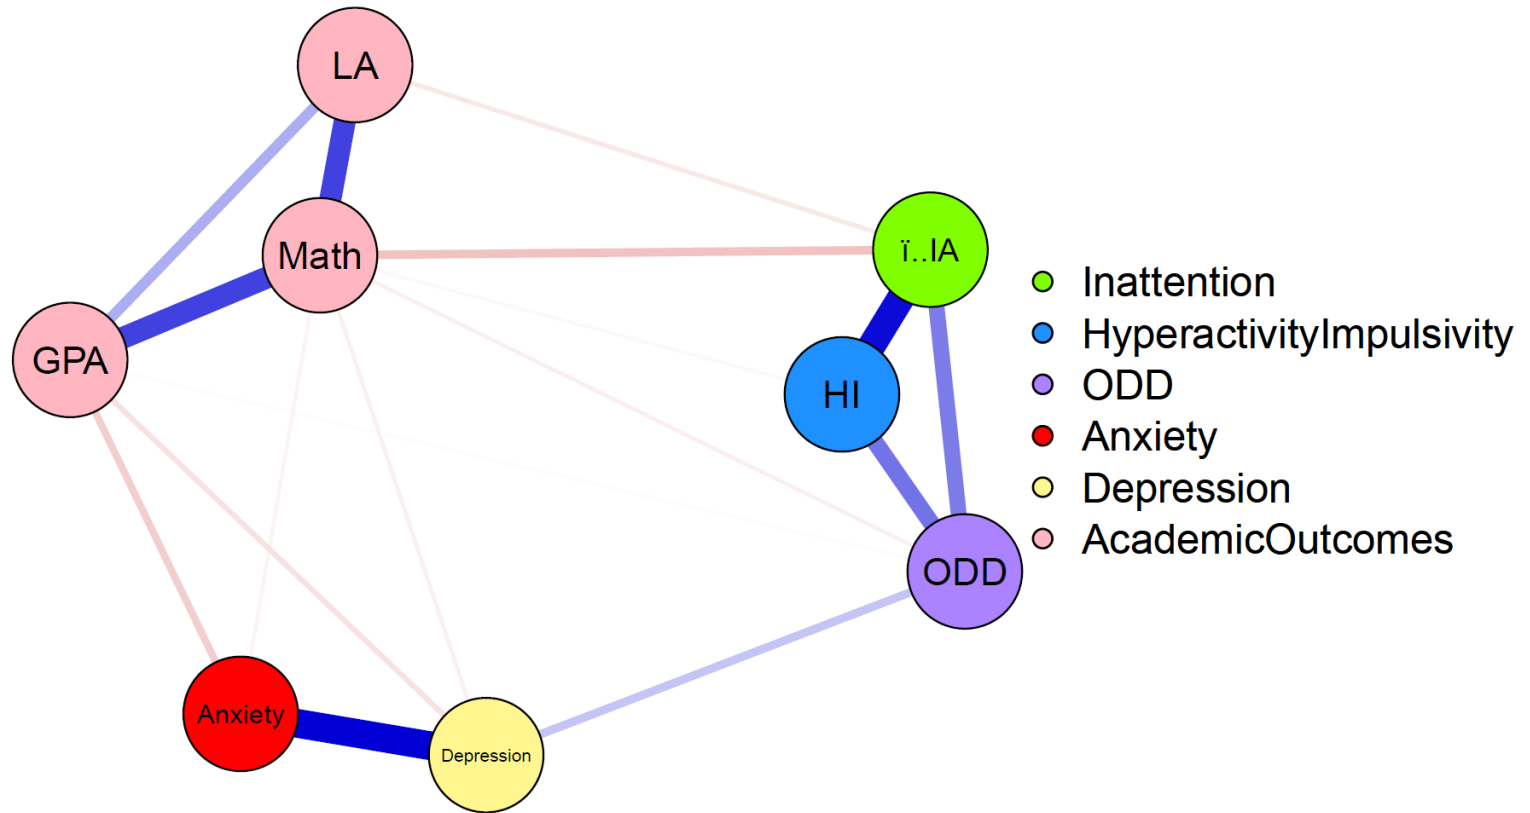 LA
Math
GPA
ï..IA
HI
ODD
Anxiety
Depression
Inattention
HyperactivityImpulsivity
ODD
Anxiety
Depression
AcademicOutcomes